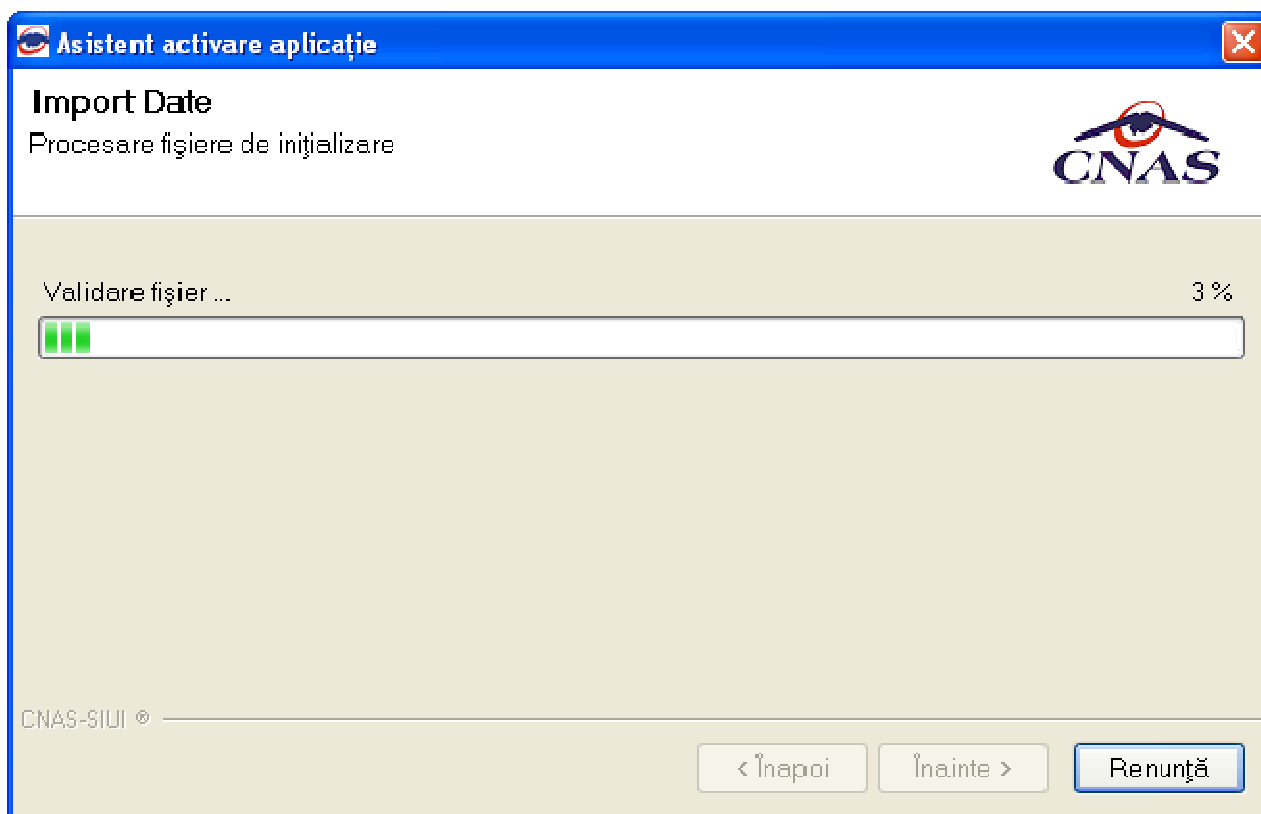 Asistent activare aplicație
Import Date
Procesare fişiere de iniţializare
CNAS
Validare fişier ... 3 %
CNAS-SIUI ®
< Înapoi Înainte > Renunţă